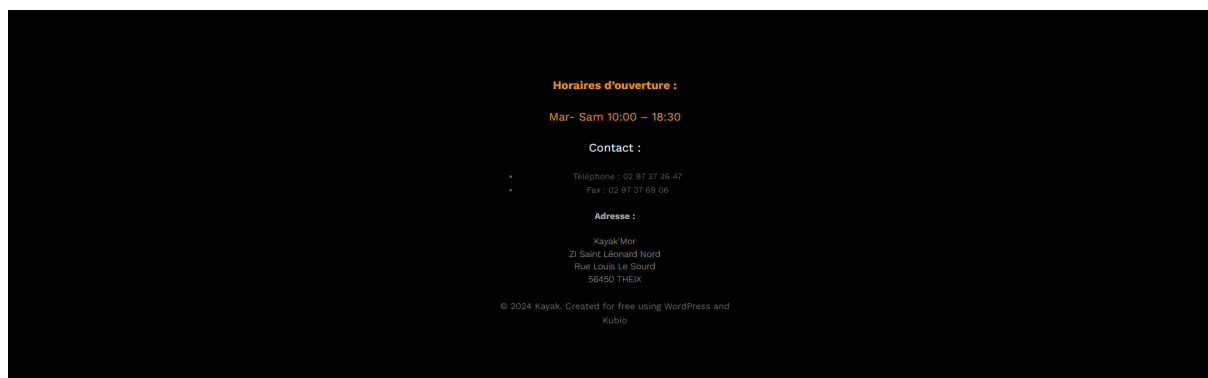 Horaires d’ouverture :
Mar- Sam 10:00 – 18:30
Contact :
Téléphone : 02 97 37 36 47
Fax : 02 97 37 69 06
Adresse :
Kayak’Mor
ZI Saint Léonard Nord
Rue Louis Le Sourd
56450 THEIX
© 2024 Kayak. Created for free using WordPress and
Kubio